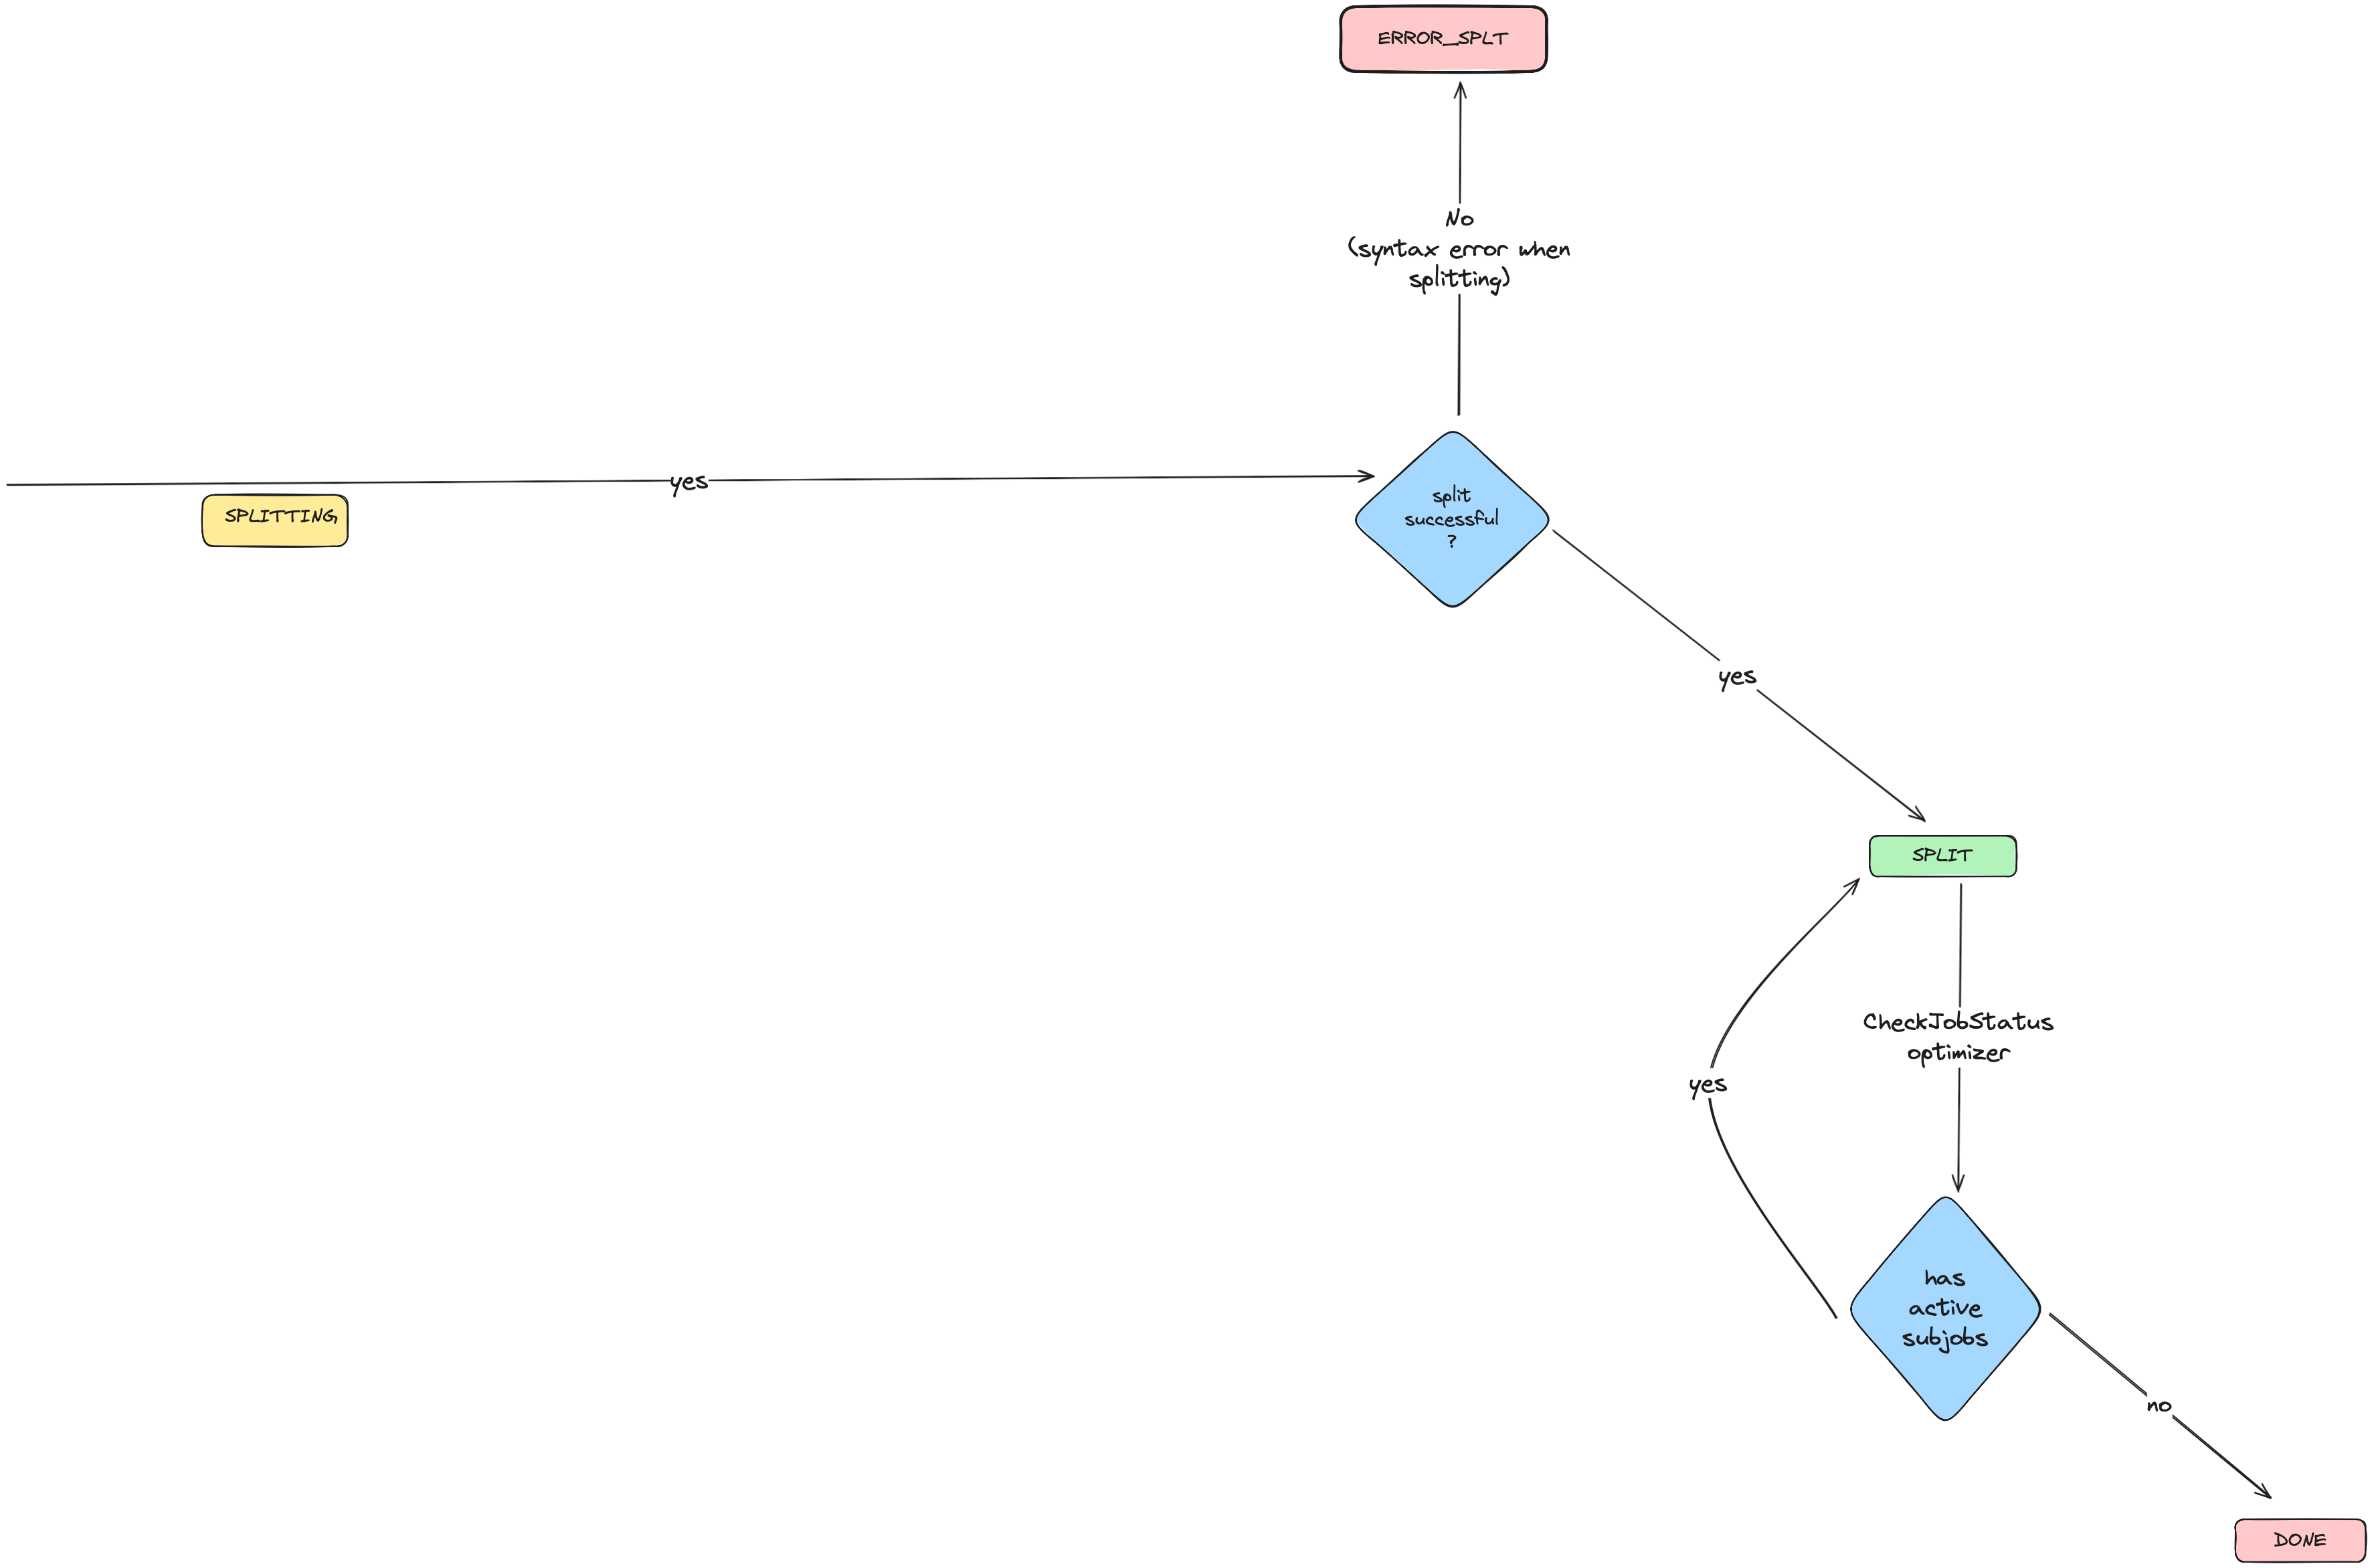 ERROR_SPLT
No
(syntax error when
splitting)
yes
SPLITTING
split
successful
?
yes
SPLIT
CheckJobStatus
optimizer
yes
has
active
subjobs
no
DONE